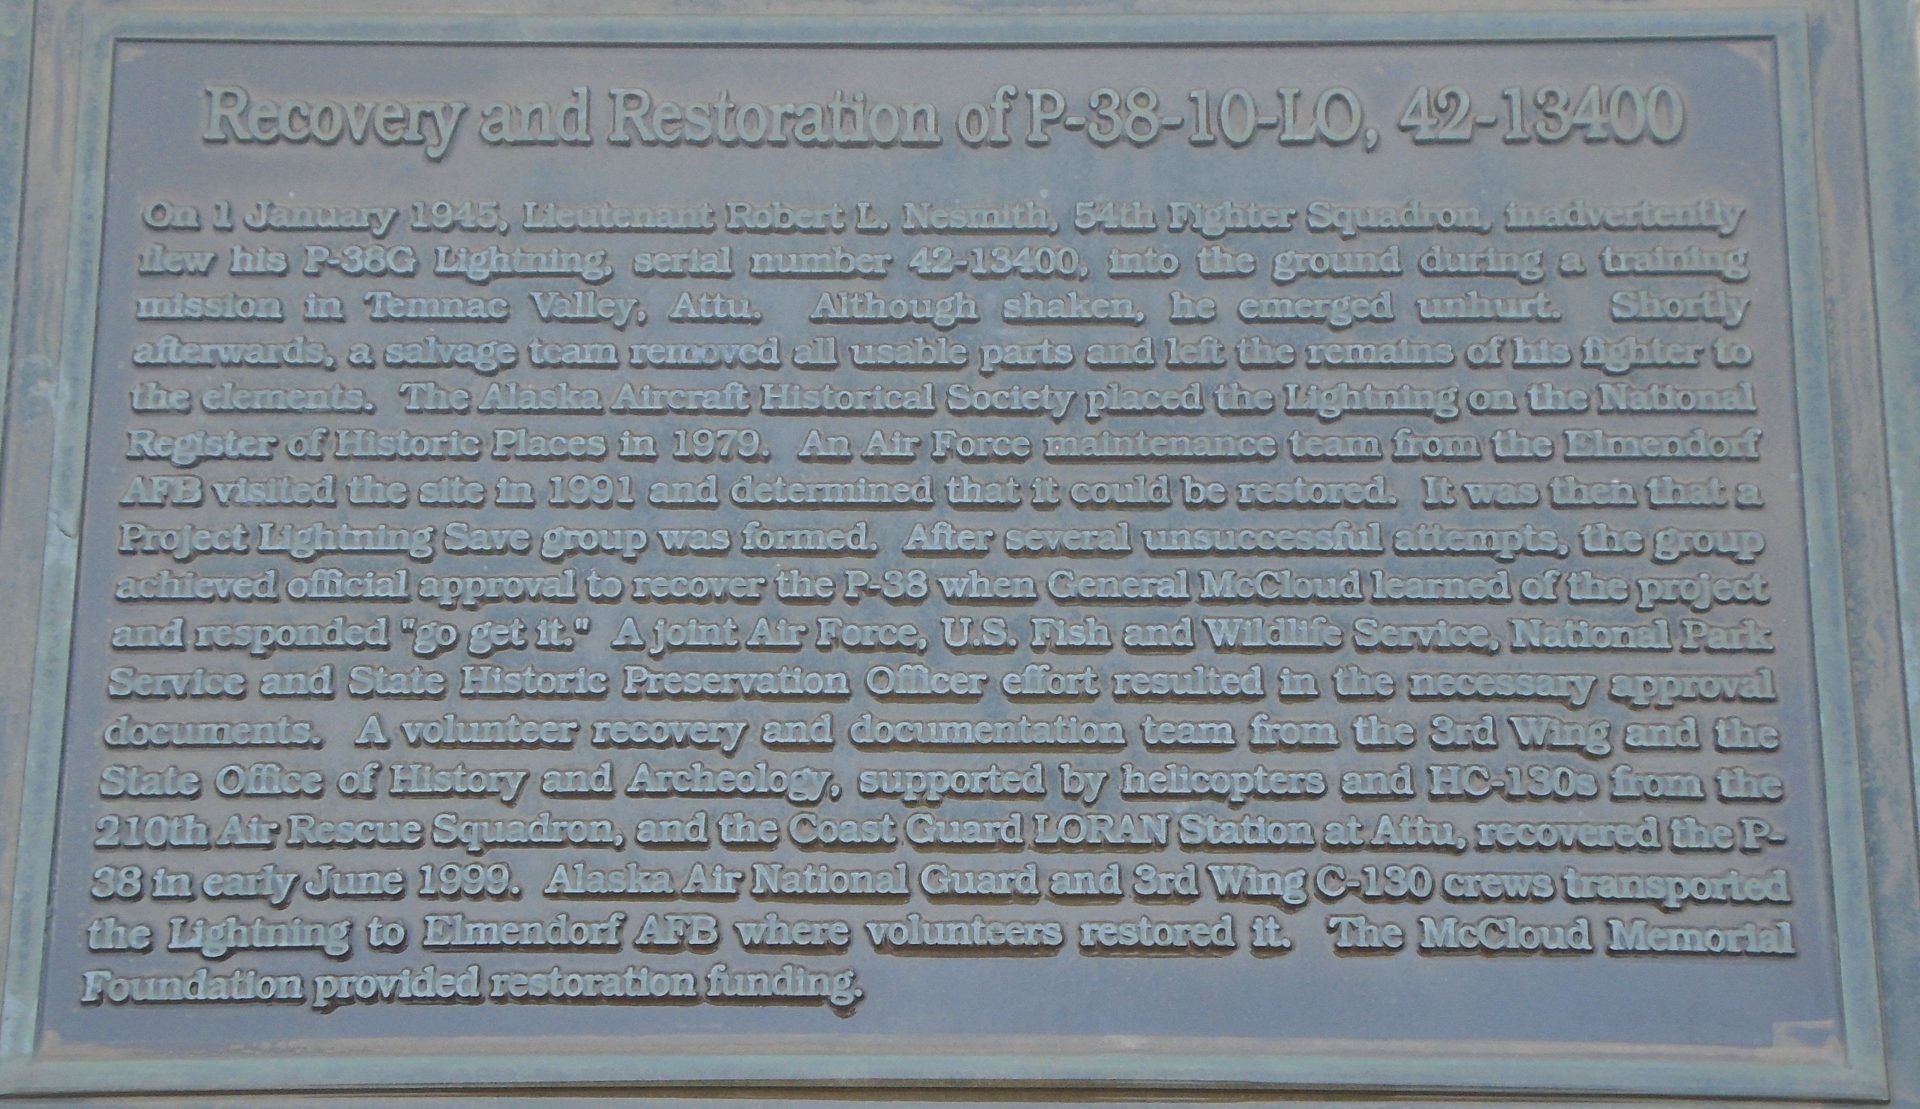 Recovery and Restoration of P-38-10-LO, 42-13400
On 1 January 1945, Lieutenant Robert L. Nesmith, 54th Fighter Squadron, inadvertently
flew his P-38G Lightning, serial number 42-13400, into the ground during a training
mission in Temnac Valley, Attu. Although shaken, he emerged unhurt. Shortly
afterwards, a salvage team removed all usable parts and left the remains of his fighter to
the elements. The Alaska Aircraft Historical Society placed the Lightning on the National
Register of Historic Places in 1979. An Air Force maintenance team from the Elmendorf
AFB visited the site in 1991 and determined that it could be restored. It was then that a
Project Lightning Save group was formed. After several unsuccessful attempts, the group
achieved official approval to recover the P-38 when General McCloud learned of the project
and responded "go get it." A joint Air Force, U.S. Fish and Wildlife Service, National Park
Service and State Historic Preservation Officer effort resulted in the necessary approval
documents. A volunteer recovery and documentation team from the 3rd Wing and the
State Office of History and Archeology, supported by helicopters and HC-130s from the
210th Air Rescue Squadron, and the Coast Guard LORAN Station at Attu, recovered the P-
38 in early June 1999. Alaska Air National Guard and 3rd Wing C-130 crews transported
the Lightning to Elmendorf AFB where volunteers restored it. The McCloud Memorial
Foundation provided restoration funding.